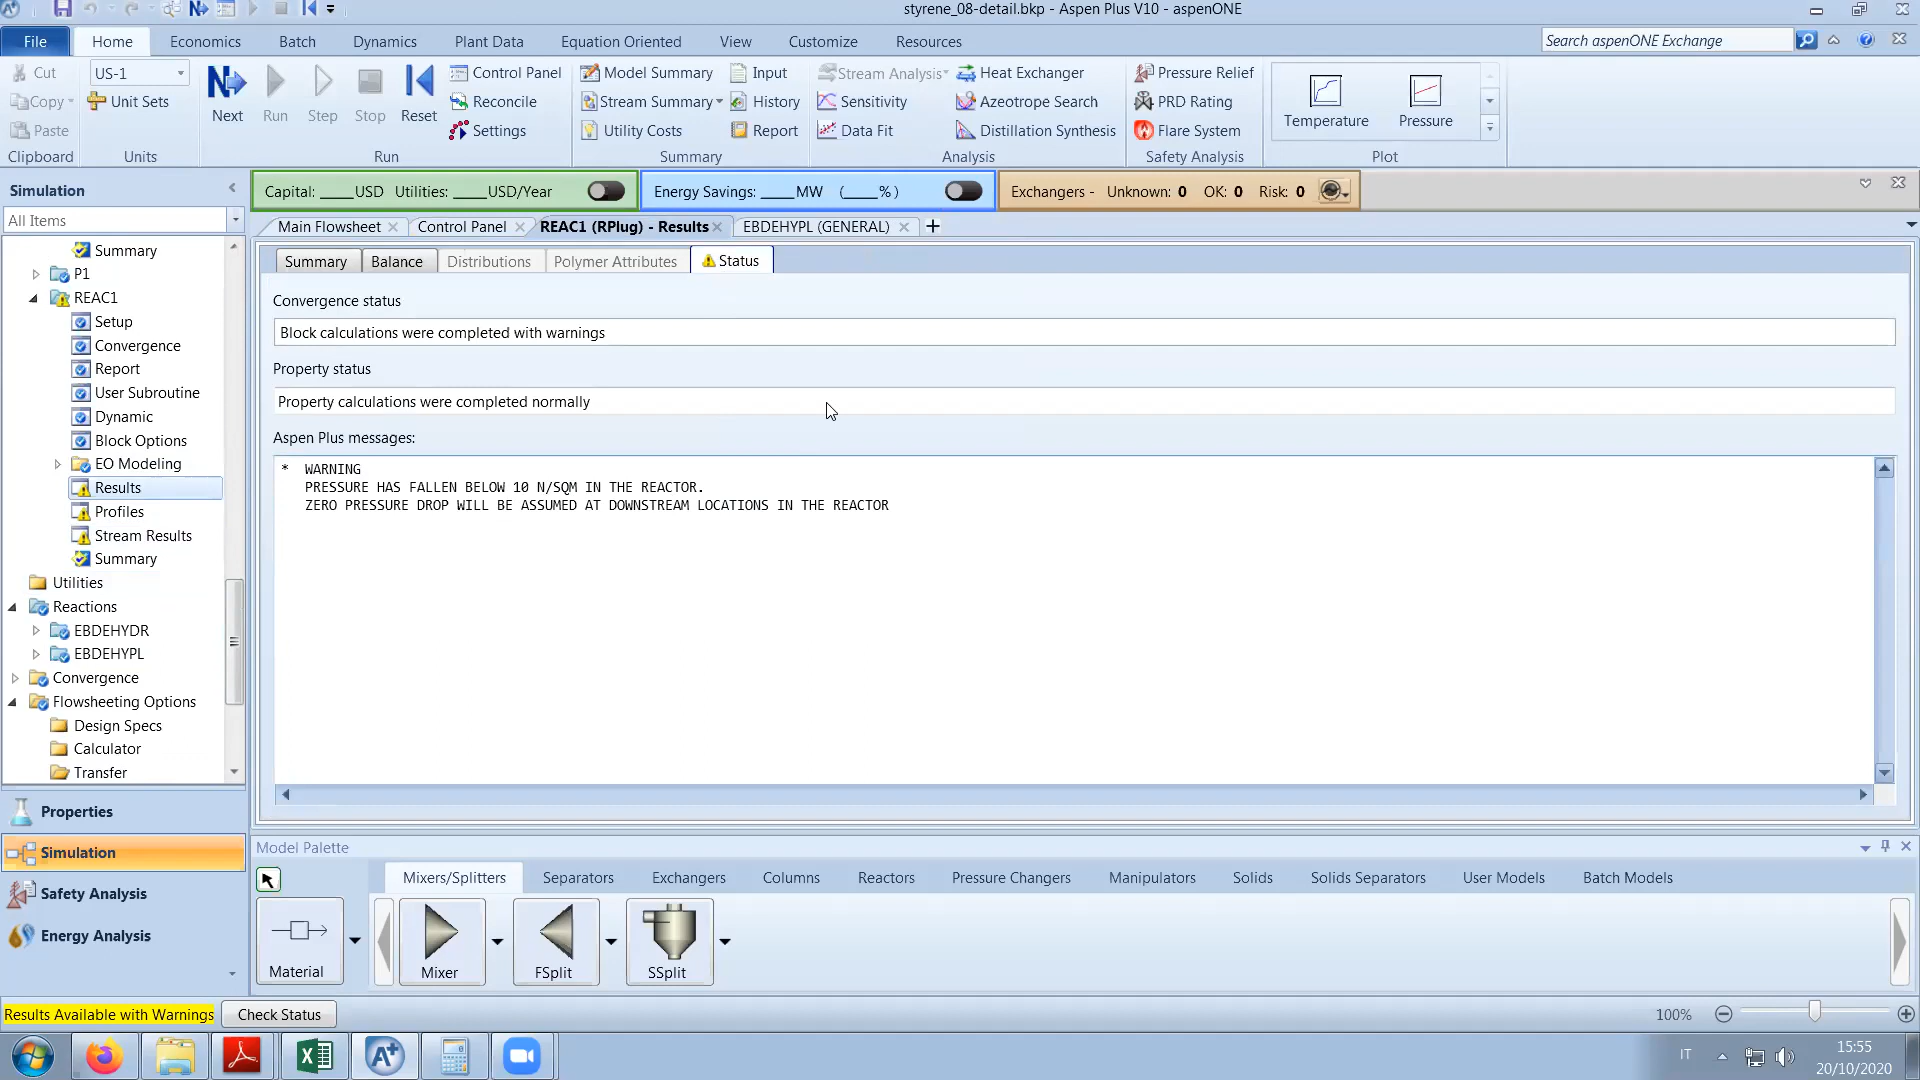 styrene_08-detail.bkp - Aspen Plus V10 - aspenONE
File Home Economics Batch Dynamics Plant Data Equation Oriented View Customize Resources Search aspenONE Exchange
Cut US-1 Control Panel Model Summary Input Stream Analysis Heat Exchanger Pressure Relief
Copy Unit Sets Next Run Step Stop Reset Reconcile Stream Summary History Sensitivity Azeotrope Search PRD Rating Temperature Pressure
Paste Settings Utility Costs Report Data Fit Distillation Synthesis Flare System
Clipboard Units Run Summary Analysis Safety Analysis Plot
Simulation Capital: ____USD Utilities: ____USD/Year Energy Savings: ____MW (____%) Exchangers - Unknown: 0 OK: 0 Risk: 0
All Items Main Flowsheet Control Panel REAC1 (RPlug) - Results EBDEHYPL (GENERAL)
Summary Balance Distributions Polymer Attributes Status
Summary
P1
REAC1
Setup
Convergence
Report
User Subroutine
Dynamic
Block Options
EO Modeling
Results
Profiles
Stream Results
Summary
Utilities
Reactions
EBDEHYDR
EBDEHYPL
Convergence
Flowsheeting Options
Design Specs
Calculator
Transfer
Properties
Simulation
Safety Analysis
Energy Analysis
Convergence status
Block calculations were completed with warnings
Property status
Property calculations were completed normally
Aspen Plus messages:
* WARNING
PRESSURE HAS FALLEN BELOW 10 N/SQM IN THE REACTOR.
ZERO PRESSURE DROP WILL BE ASSUMED AT DOWNSTREAM LOCATIONS IN THE REACTOR
Model Palette
Mixers/Splitters Separators Exchangers Columns Reactors Pressure Changers Manipulators Solids Solids Separators User Models Batch Models
Material Mixer FSplit SSplit
Results Available with Warnings Check Status 100%
IT 15:55
20/10/2020